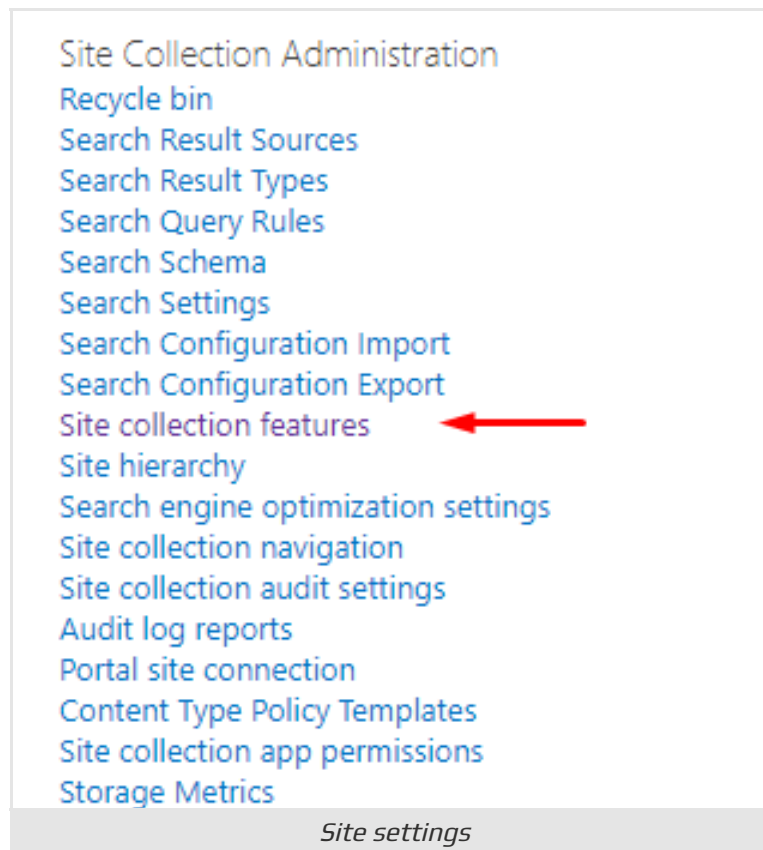 Site Collection Administration
Recycle bin
Search Result Sources
Search Result Types
Search Query Rules
Search Schema
Search Settings
Search Configuration Import
Search Configuration Export
Site collection features
Site hierarchy
Search engine optimization settings
Site collection navigation
Site collection audit settings
Audit log reports
Portal site connection
Content Type Policy Templates
Site collection app permissions
Storage Metrics
Site settings